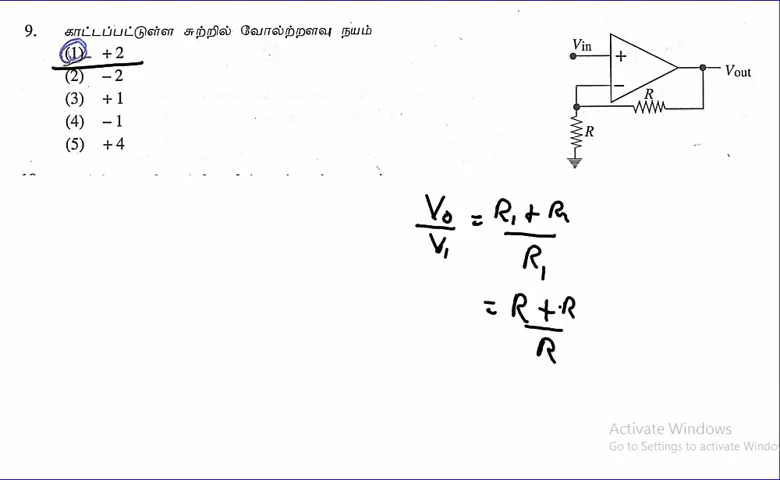 9. காட்டப்பட்டுள்ள சுற்றில் வோல்ற்றளவு நயம்
(1) +2
(2) −2
(3) +1
(4) −1
(5) +4
Vin
+
−
Vout
R
R
V₀/V₁ = R₁ + R₂ / R₁
= R + R / R
Activate Windows
Go to Settings to activate Windo